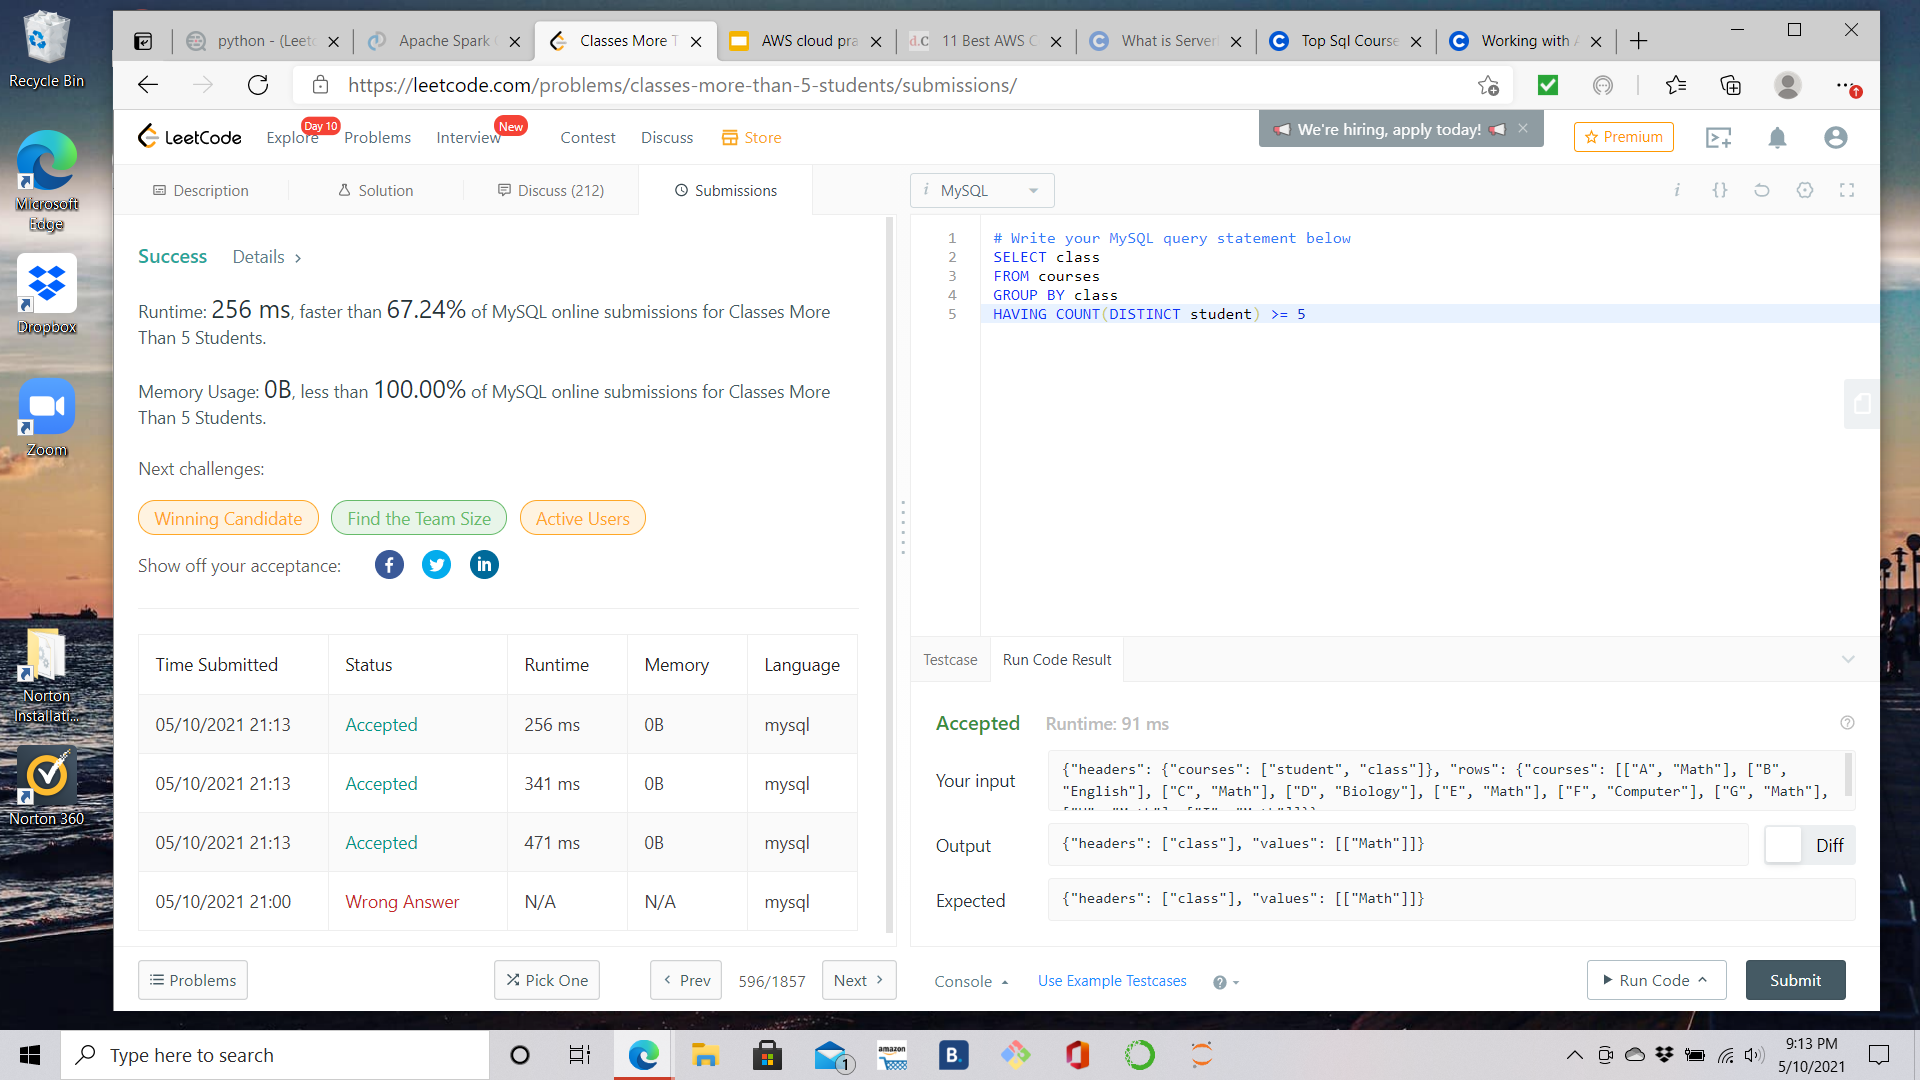 Recycle Bin
Microsoft
Edge
Dropbox
Zoom
Norton
Installati...
Norton 360
python - (Leetc
Apache Spark
Classes More T
AWS cloud pra
d.C 11 Best AWS C
What is Server
Top Sql Course
Working with A
https://leetcode.com/problems/classes-more-than-5-students/submissions/
LeetCode
Explore
Day 10
Problems
Interview
New
Contest
Discuss
Store
We're hiring, apply today!
Premium
Description
Solution
Discuss (212)
Submissions
i MySQL
i {}
Success
Details >
Runtime: 256 ms, faster than 67.24% of MySQL online submissions for Classes More
Than 5 Students.
Memory Usage: 0B, less than 100.00% of MySQL online submissions for Classes More
Than 5 Students.
Next challenges:
Winning Candidate
Find the Team Size
Active Users
Show off your acceptance:
Time Submitted Status Runtime Memory Language
05/10/2021 21:13 Accepted 256 ms 0B mysql
05/10/2021 21:13 Accepted 341 ms 0B mysql
05/10/2021 21:13 Accepted 471 ms 0B mysql
05/10/2021 21:00 Wrong Answer N/A N/A mysql
Problems
Pick One
< Prev
596/1857
Next >
1 # Write your MySQL query statement below
2 SELECT class
3 FROM courses
4 GROUP BY class
5 HAVING COUNT(DISTINCT student) >= 5
Testcase
Run Code Result
Accepted
Runtime: 91 ms
Your input
{"headers": {"courses": ["student", "class"]}, "rows": {"courses": [["A", "Math"], ["B",
"English"], ["C", "Math"], ["D", "Biology"], ["E", "Math"], ["F", "Computer"], ["G", "Math"],
Output
{"headers": ["class"], "values": [["Math"]]}
Diff
Expected
{"headers": ["class"], "values": [["Math"]]}
Console
Use Example Testcases
Run Code
Submit
Type here to search
1
amazon
B.
9:13 PM
5/10/2021